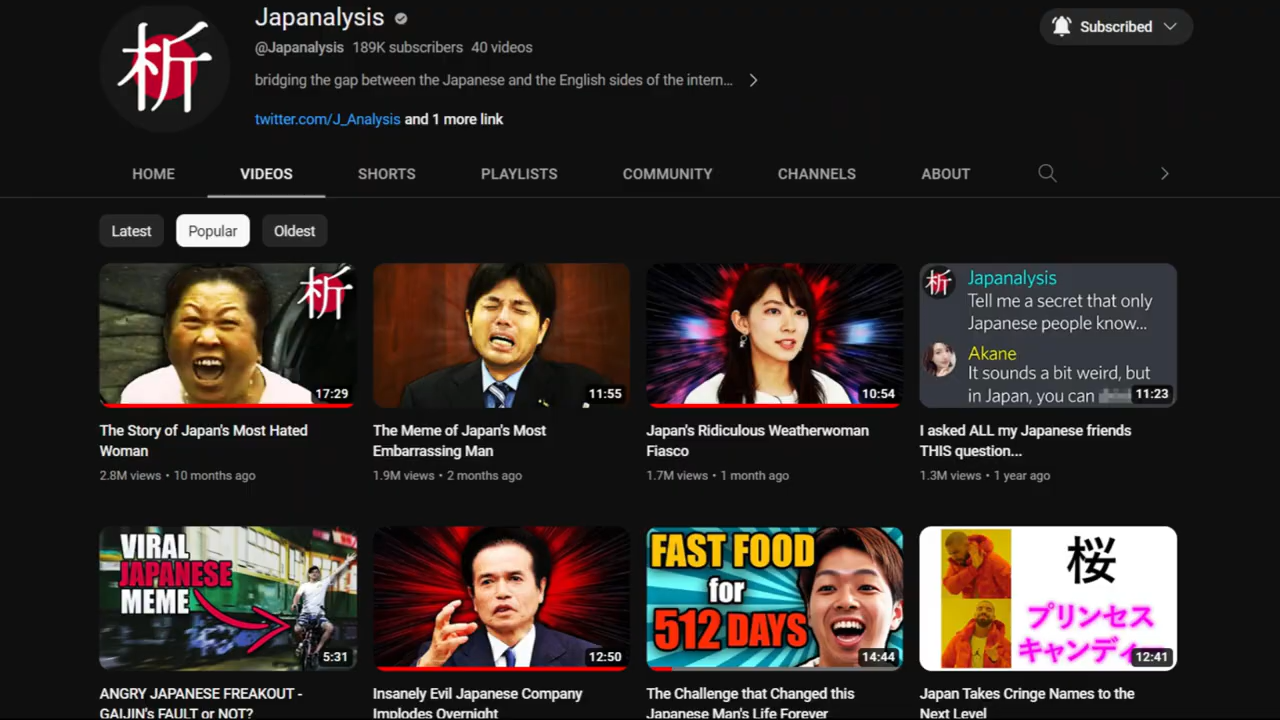 析
Japanalysis
@Japanalysis 189K subscribers 40 videos
bridging the gap between the Japanese and the English sides of the intern...
twitter.com/J_Analysis and 1 more link
Subscribed
HOME VIDEOS SHORTS PLAYLISTS COMMUNITY CHANNELS ABOUT
Latest Popular Oldest
析
17:29
The Story of Japan's Most Hated
Woman
2.8M views • 10 months ago
11:55
The Meme of Japan's Most
Embarrassing Man
1.9M views • 2 months ago
10:54
Japan's Ridiculous Weatherwoman
Fiasco
1.7M views • 1 month ago
析
Japanalysis
Tell me a secret that only
Japanese people know...
Akane
It sounds a bit weird, but
in Japan, you can
11:23
I asked ALL my Japanese friends
THIS question...
1.3M views • 1 year ago
VIRAL
JAPANESE
MEME
5:31
ANGRY JAPANESE FREAKOUT -
GAIJIN's FAULT or NOT?
12:50
Insanely Evil Japanese Company
Implodes Overnight
FAST FOOD
for
512 DAYS
14:44
The Challenge that Changed this
Japanese Man's Life Forever
桜
プリンセス
キャンディ
12:41
Japan Takes Cringe Names to the
Next Level